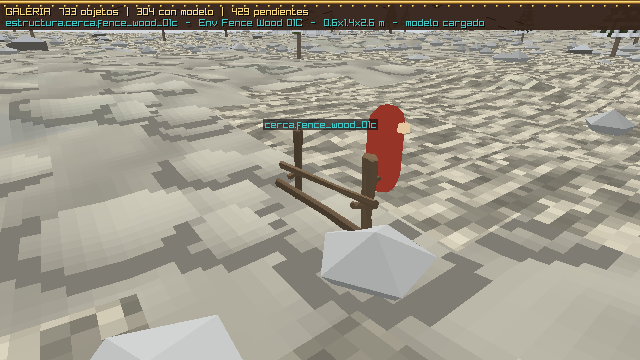 GALERIA 733 objetos | 304 con modelo | 429 pendientes
estructura.cerca.fence_wood_01c - Env Fence Wood 01C - 0.6x1.4x2.6 m - modelo cargado
cerca.fence_wood_01c